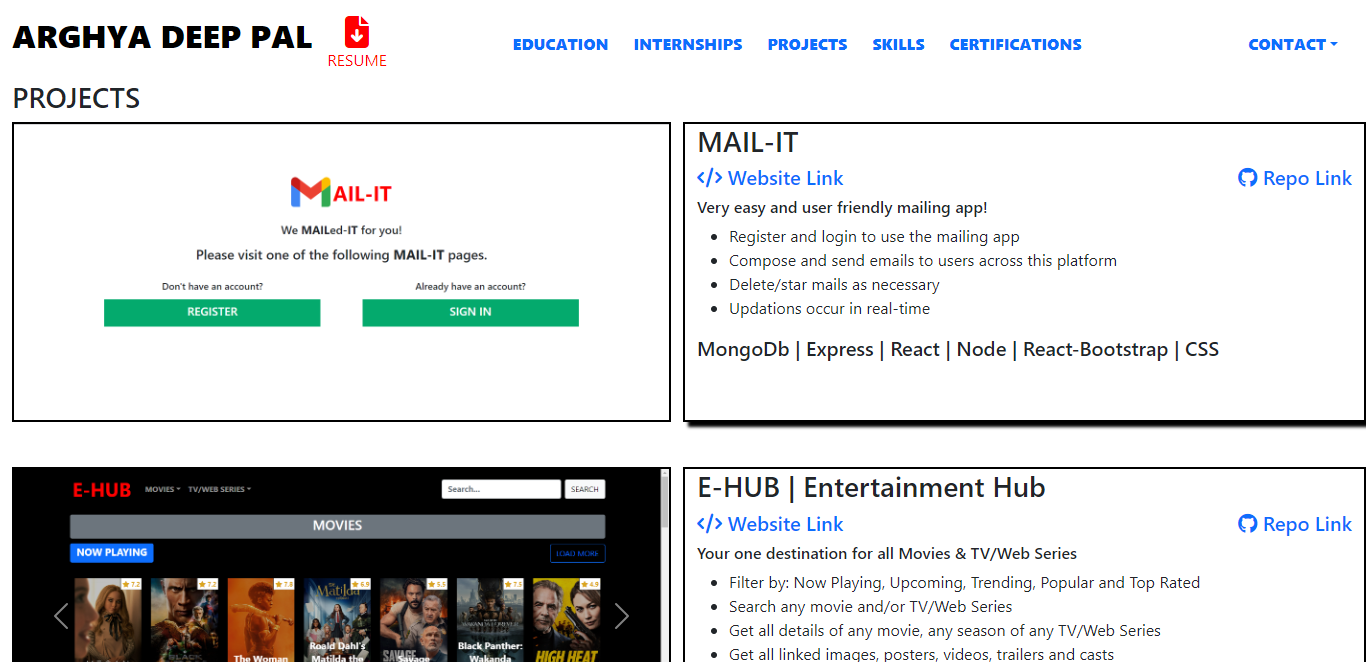 ARGHYA DEEP PAL
RESUME
EDUCATION INTERNSHIPS PROJECTS SKILLS CERTIFICATIONS CONTACT
PROJECTS
MAIL-IT
We MAILed-IT for you!
Please visit one of the following MAIL-IT pages.
Don't have an account? Already have an account?
REGISTER SIGN IN
MAIL-IT
</> Website Link Repo Link
Very easy and user friendly mailing app!
• Register and login to use the mailing app
• Compose and send emails to users across this platform
• Delete/star mails as necessary
• Updations occur in real-time
MongoDb | Express | React | Node | React-Bootstrap | CSS
E-HUB MOVIES TV/WEB SERIES Search... SEARCH
MOVIES
NOW PLAYING LOAD MORE
7.2 7.2 7.8 6.9 5.5 7.5 4.9
Matilda
BLACK
The Woman
Roald Dahl's
Matilda the
SAVAGE
Savage
Black Panther:
Wakanda
HIGH HEAT
E-HUB | Entertainment Hub
</> Website Link Repo Link
Your one destination for all Movies & TV/Web Series
• Filter by: Now Playing, Upcoming, Trending, Popular and Top Rated
• Search any movie and/or TV/Web Series
• Get all details of any movie, any season of any TV/Web Series
• Get all linked images, posters, videos, trailers and casts